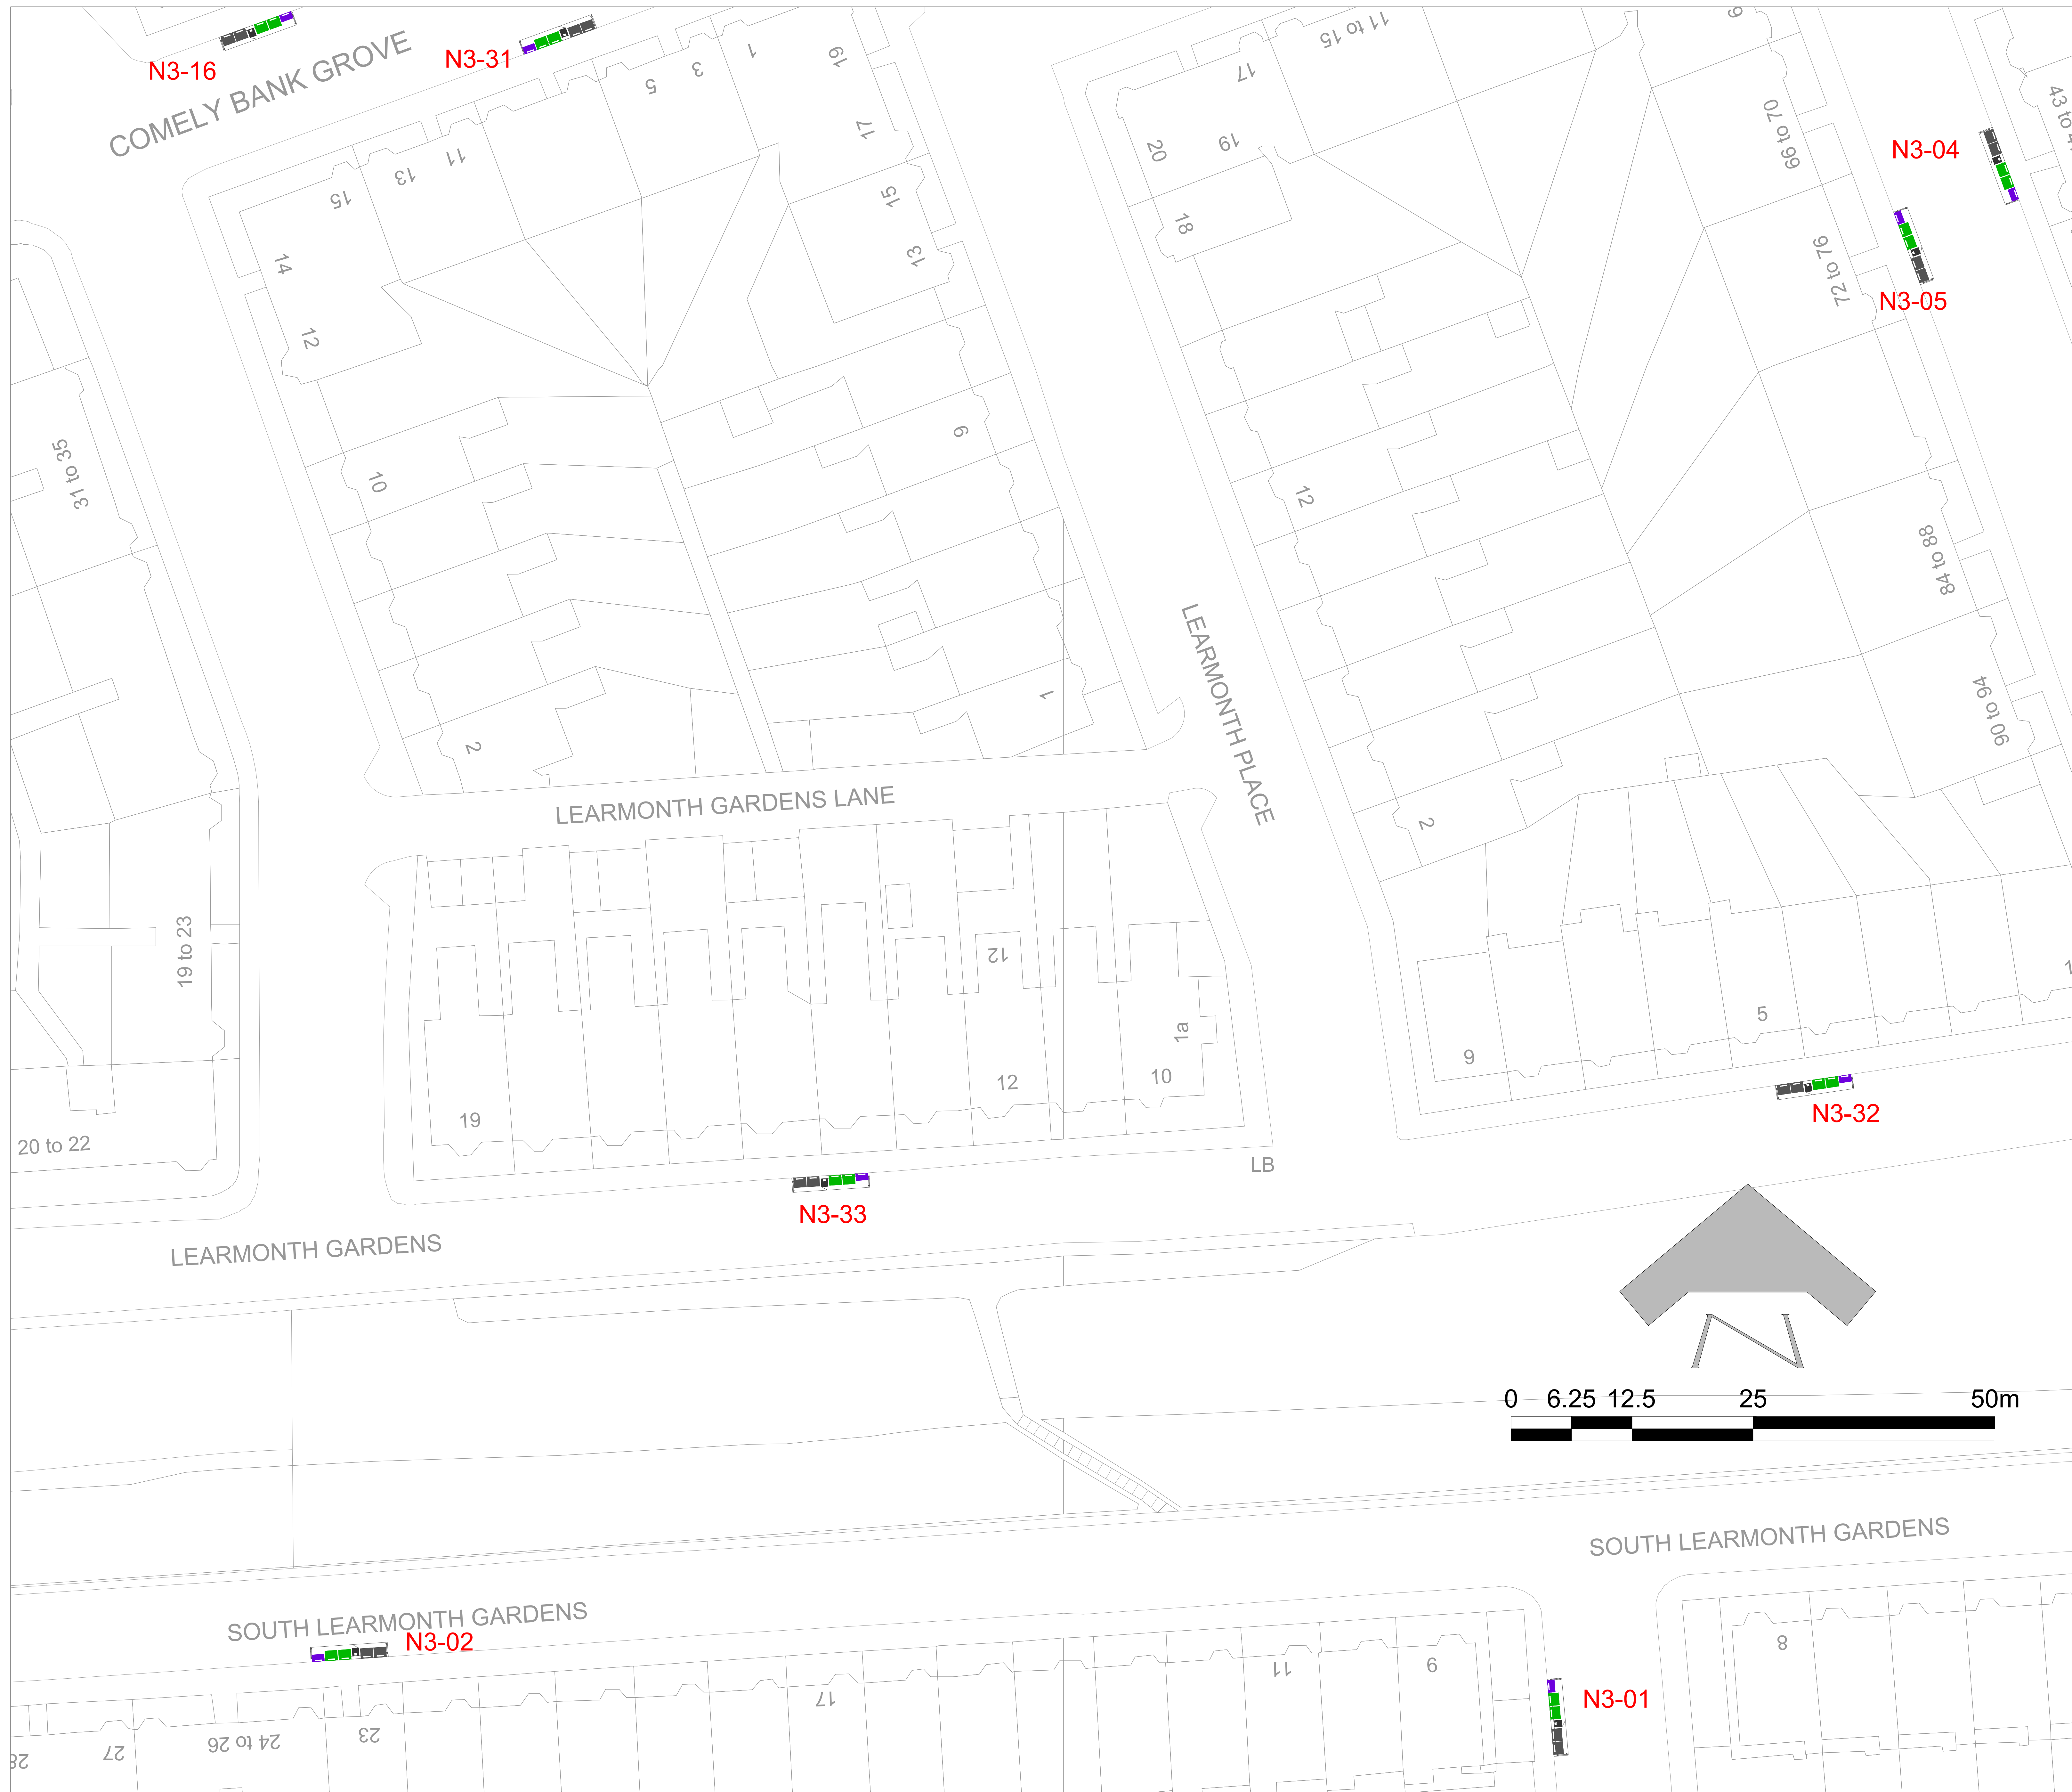 N3-16
N3-31
COMELY BANK GROVE
15
13
11
5
3
1
19
17
15
13
14
12
10
2
9
1
31 to 35
19 to 23
20 to 22
20
19
18
17
11 to 15
12
2
9
66 to 70
72 to 76
84 to 88
90 to 94
N3-04
N3-05
LEARMONTH PLACE
LEARMONTH GARDENS LANE
12
1a
19
12
10
LB
9
5
N3-32
N3-33
LEARMONTH GARDENS
N
0 6.25 12.5 25 50m
SOUTH LEARMONTH GARDENS
SOUTH LEARMONTH GARDENS
N3-02
N3-01
28
27
24 to 26
23
17
11
9
8